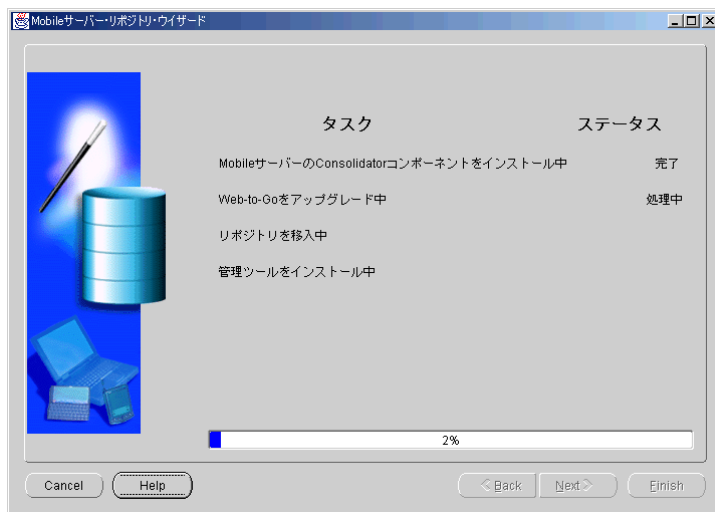 Mobileサーバー・リポジトリ・ウイザード
タスク ステータス
MobileサーバーのConsolidatorコンポーネントをインストール中 完了
Web-to-Goをアップグレード中 処理中
リポジトリを移入中
管理ツールをインストール中
2%
Cancel Help Back Next Finish